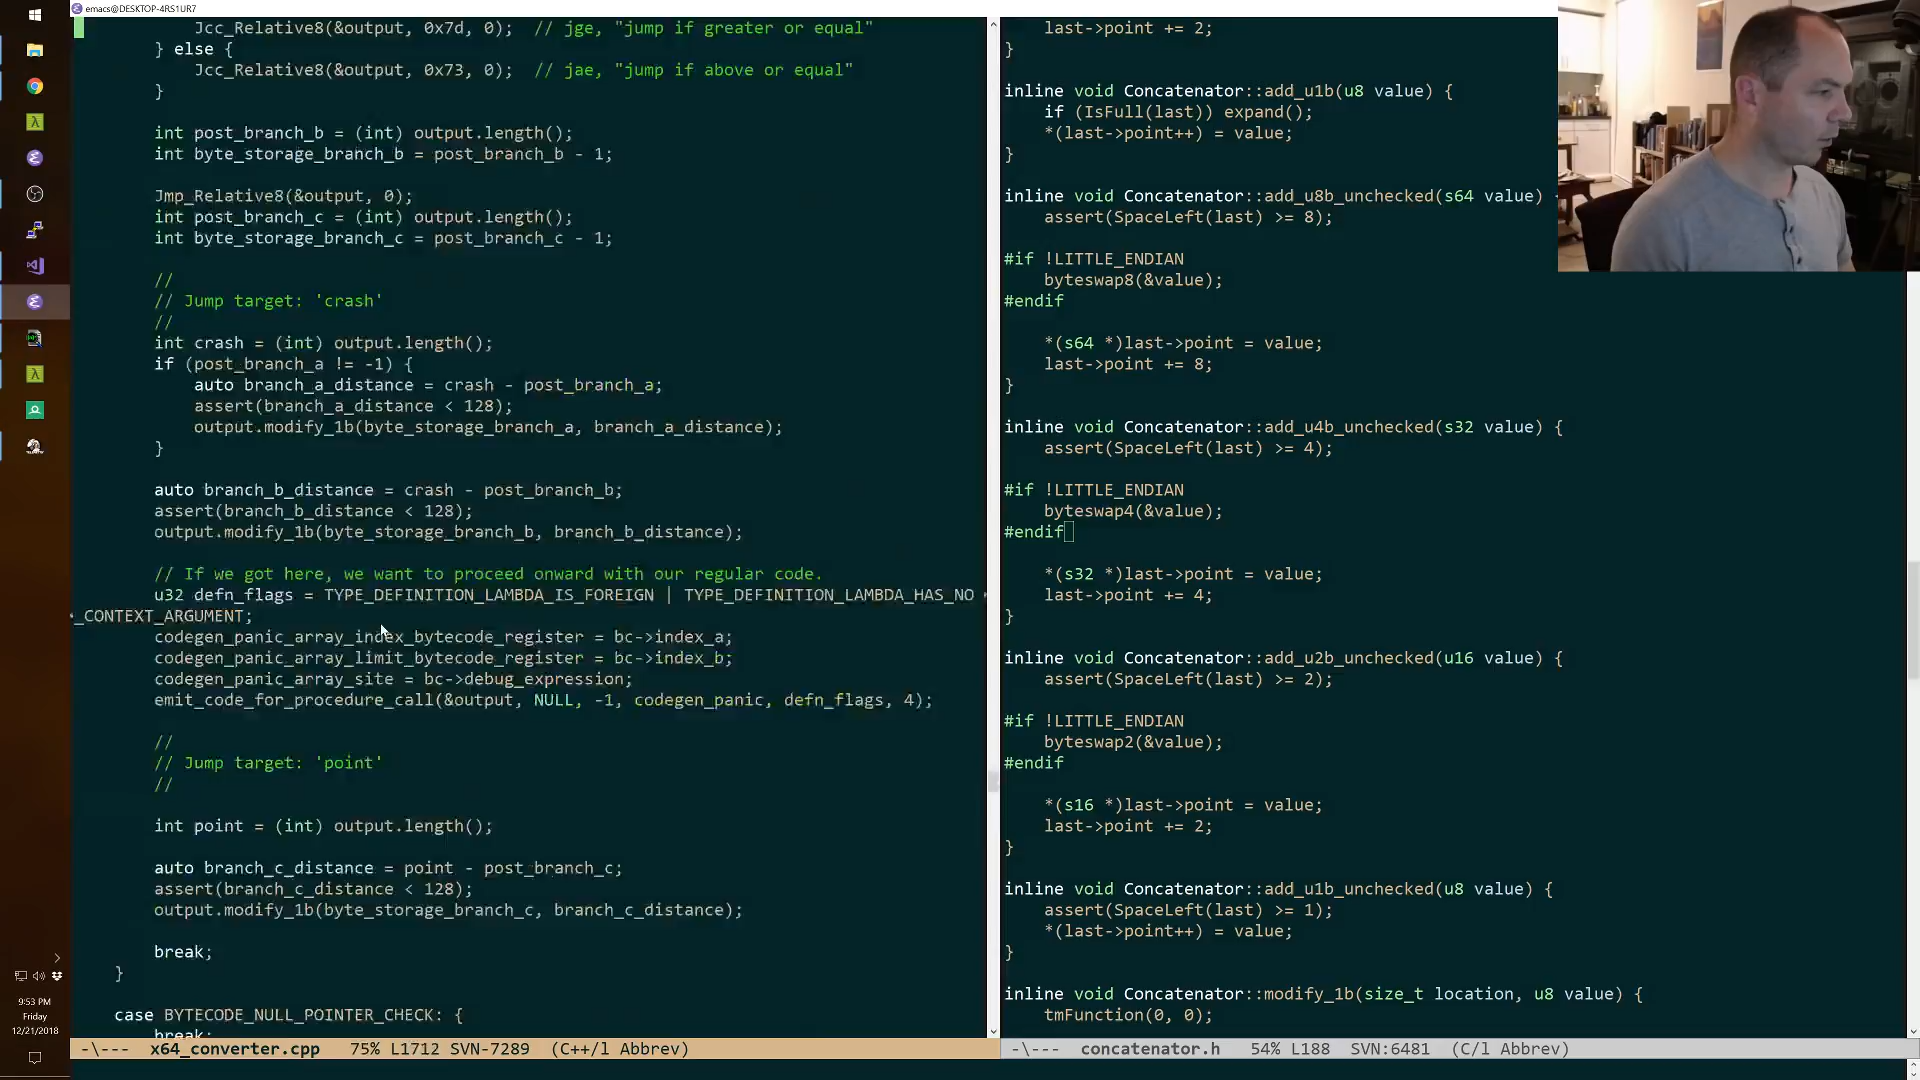 emacs@DESKTOP-4RS1UR7
Jcc_Relative8(&output, 0x7d, 0);  // jge, "jump if greater or equal"
} else {
Jcc_Relative8(&output, 0x73, 0);  // jae, "jump if above or equal"
}
int post_branch_b = (int) output.length();
int byte_storage_branch_b = post_branch_b - 1;
Jmp_Relative8(&output, 0);
int post_branch_c = (int) output.length();
int byte_storage_branch_c = post_branch_c - 1;
//
// Jump target: 'crash'
//
int crash = (int) output.length();
if (post_branch_a != -1) {
auto branch_a_distance = crash - post_branch_a;
assert(branch_a_distance < 128);
output.modify_1b(byte_storage_branch_a, branch_a_distance);
}
auto branch_b_distance = crash - post_branch_b;
assert(branch_b_distance < 128);
output.modify_1b(byte_storage_branch_b, branch_b_distance);
// If we got here, we want to proceed onward with our regular code.
u32 defn_flags = TYPE_DEFINITION_LAMBDA_IS_FOREIGN | TYPE_DEFINITION_LAMBDA_HAS_NO
_CONTEXT_ARGUMENT;
codegen_panic_array_index_bytecode_register = bc->index_a;
codegen_panic_array_limit_bytecode_register = bc->index_b;
codegen_panic_array_site = bc->debug_expression;
emit_code_for_procedure_call(&output, NULL, -1, codegen_panic, defn_flags, 4);
//
// Jump target: 'point'
//
int point = (int) output.length();
auto branch_c_distance = point - post_branch_c;
assert(branch_c_distance < 128);
output.modify_1b(byte_storage_branch_c, branch_c_distance);
break;
}
case BYTECODE_NULL_POINTER_CHECK: {
break;
-\---  x64_converter.cpp   75% L1712 SVN-7289  (C++/l Abbrev)
last->point += 2;
}
inline void Concatenator::add_u1b(u8 value) {
if (IsFull(last)) expand();
*(last->point++) = value;
}
inline void Concatenator::add_u8b_unchecked(s64 value)
assert(SpaceLeft(last) >= 8);
#if !LITTLE_ENDIAN
byteswap8(&value);
#endif
*(s64 *)last->point = value;
last->point += 8;
}
inline void Concatenator::add_u4b_unchecked(s32 value) {
assert(SpaceLeft(last) >= 4);
#if !LITTLE_ENDIAN
byteswap4(&value);
#endif
*(s32 *)last->point = value;
last->point += 4;
}
inline void Concatenator::add_u2b_unchecked(u16 value) {
assert(SpaceLeft(last) >= 2);
#if !LITTLE_ENDIAN
byteswap2(&value);
#endif
*(s16 *)last->point = value;
last->point += 2;
}
inline void Concatenator::add_u1b_unchecked(u8 value) {
assert(SpaceLeft(last) >= 1);
*(last->point++) = value;
}
inline void Concatenator::modify_1b(size_t location, u8 value) {
tmFunction(0, 0);
-\---  concatenator.h   54% L188  SVN:6481  (C/l Abbrev)
9:53 PM
Friday
12/21/2018